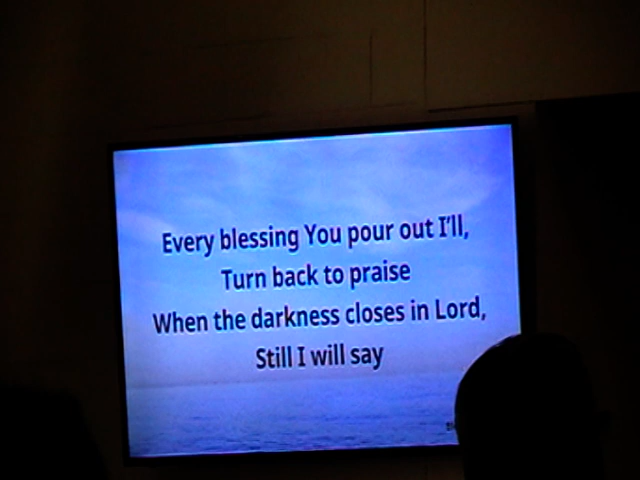 Every blessing You pour out I'll,
Turn back to praise
When the darkness closes in Lord,
Still I will say